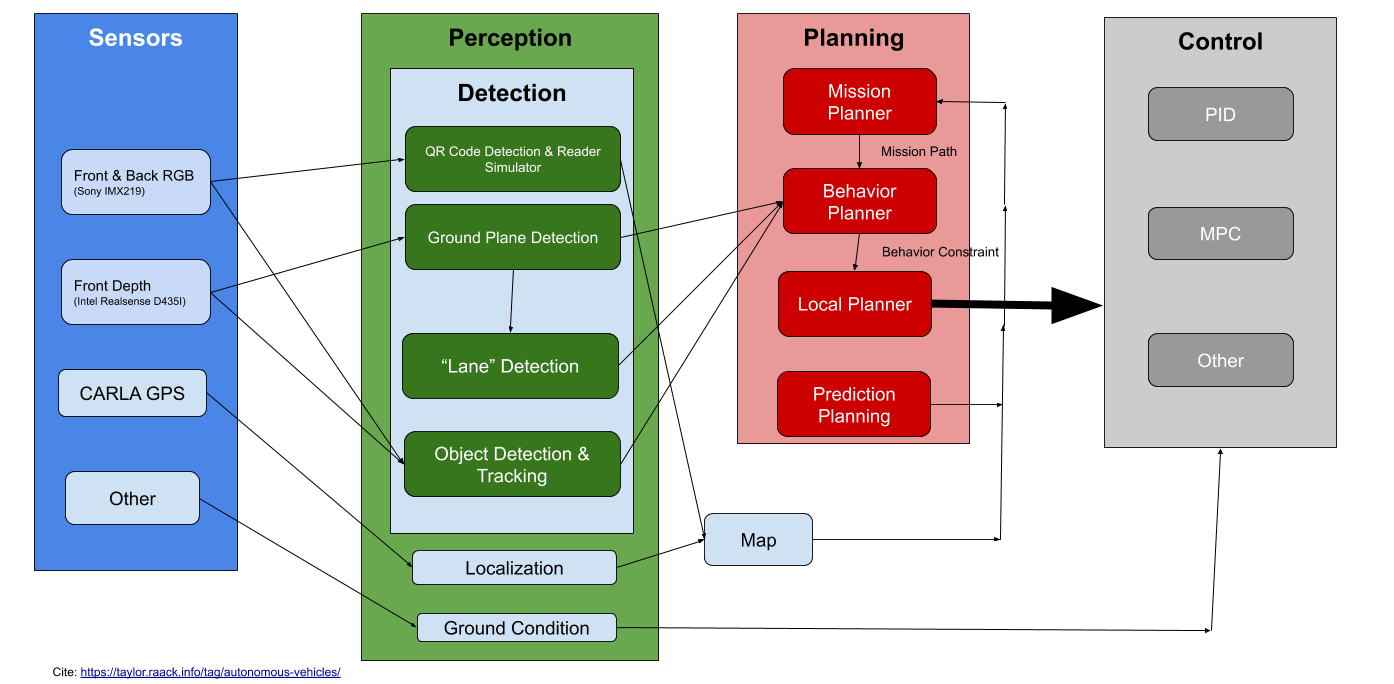 Sensors
Front & Back RGB
(Sony IMX219)
Front Depth
(Intel Realsense D435I)
CARLA GPS
Other
Perception
Detection
QR Code Detection & Reader
Simulator
Ground Plane Detection
“Lane” Detection
Object Detection &
Tracking
Localization
Ground Condition
Planning
Mission
Planner
Mission Path
Behavior
Planner
Behavior Constraint
Local Planner
Prediction
Planning
Map
Control
PID
MPC
Other
Cite: https://taylor.raack.info/tag/autonomous-vehicles/